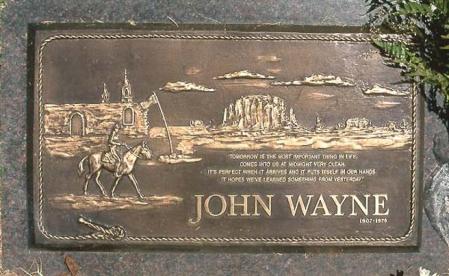 "TOMORROW IS THE MOST IMPORTANT THING IN LIFE.
COMES INTO US AT MIDNIGHT VERY CLEAN.
IT'S PERFECT WHEN IT ARRIVES AND IT PUTS ITSELF IN OUR HANDS.
IT HOPES WE'VE LEARNED SOMETHING FROM YESTERDAY."
JOHN WAYNE
1907-1979